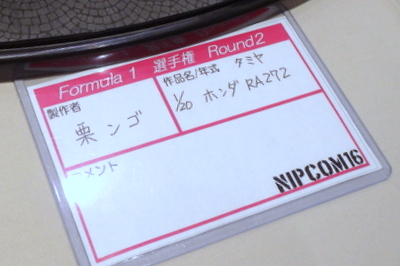 Formula 1 選手権 Round2
製作者
作品名/年式 タミヤ
栗ンゴ
1/20 ホンダ RA272
コメント
NIPCOM16